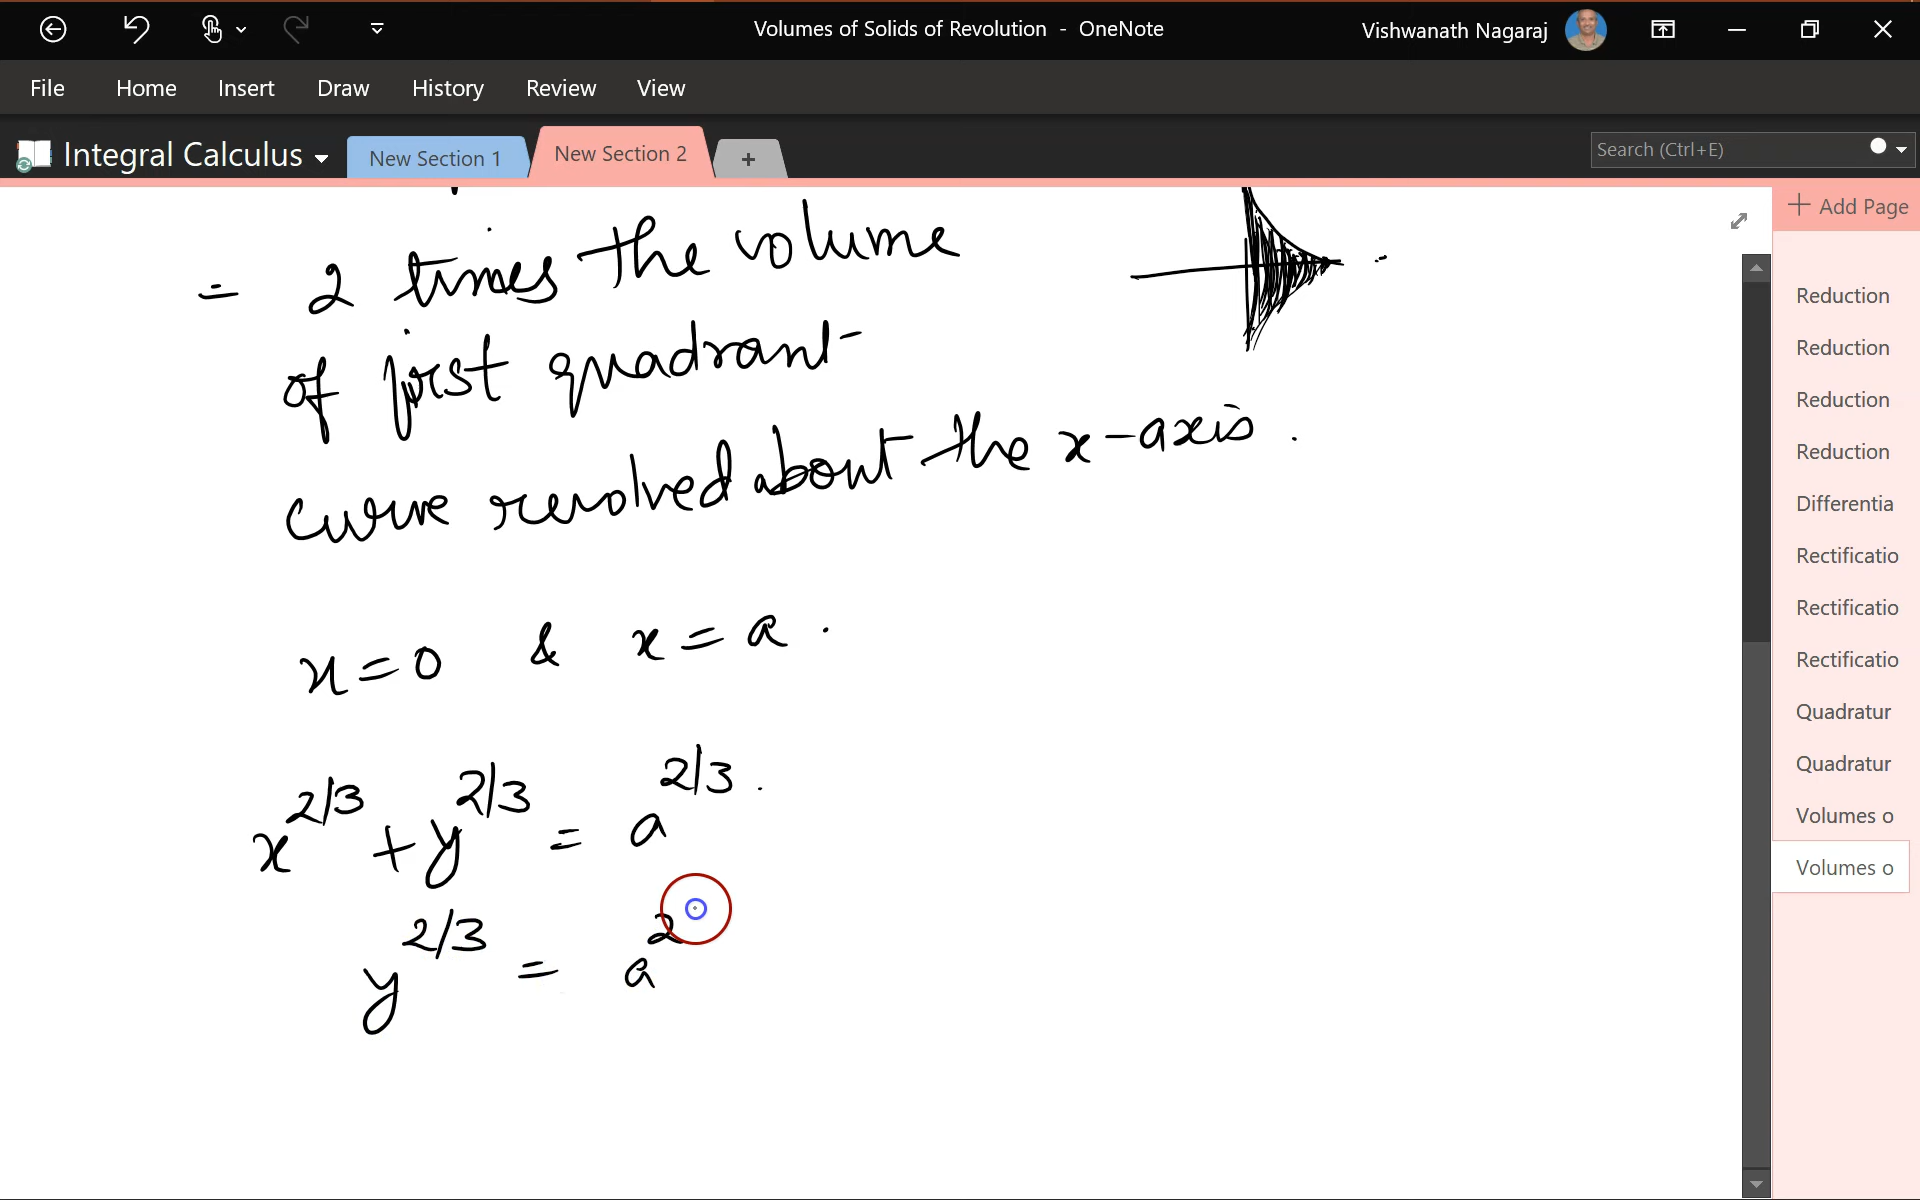 Volumes of Solids of Revolution - OneNote
Vishwanath Nagaraj
File Home Insert Draw History Review View
Integral Calculus
New Section 1
New Section 2
+
Search (Ctrl+E)
+ Add Page
= 2 times the volume
of first quadrant
curve revolved about the x-axis.
x=0 & x=a.
x^2/3 + y^2/3 = a^2/3.
y^2/3 = a^2
Reduction
Reduction
Reduction
Reduction
Differentia
Rectificatio
Rectificatio
Rectificatio
Quadratur
Quadratur
Volumes o
Volumes o